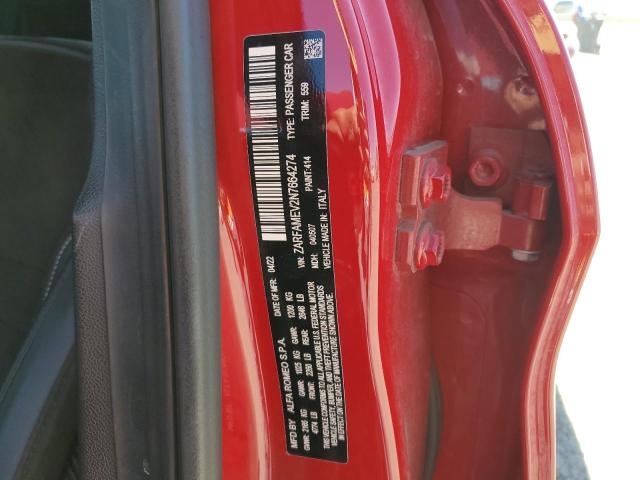 MFD BY ALFA ROMEO S.P.A. DATE OF MFR: 04/22
GVWR: 2165 KG GAWR: 1025 KG GAWR: 1200 KG
4774 LB FRONT: 2260 LB REAR: 2646 LB
THIS VEHICLE CONFORMS TO ALL APPLICABLE U.S. FEDERAL MOTOR
VEHICLE SAFETY, BUMPER, AND THEFT PREVENTION STANDARDS
IN EFFECT ON THE DATE OF MANUFACTURE SHOWN ABOVE.
VIN: ZARFAMEV2N7664274 TYPE: PASSENGER CAR
MDH: 040507 PAINT:414 TRIM: 559
VEHICLE MADE IN: ITALY